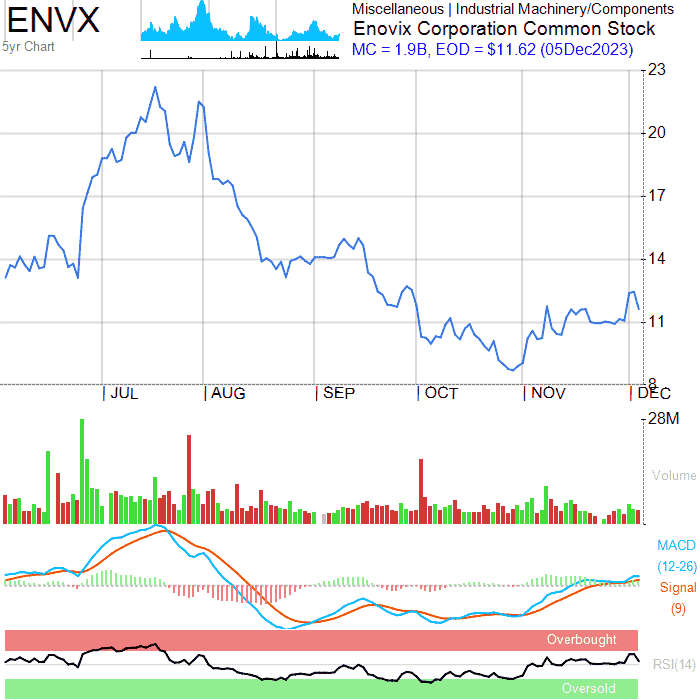 ENVX
5yr Chart
Miscellaneous | Industrial Machinery/Components
Enovix Corporation Common Stock
MC = 1.9B, EOD = $11.62 (05Dec2023)
23
20
17
14
11
8
JUL AUG SEP OCT NOV DEC
28M
Volume
MACD
(12-26)
Signal
(9)
Overbought
RSI(14)
Oversold